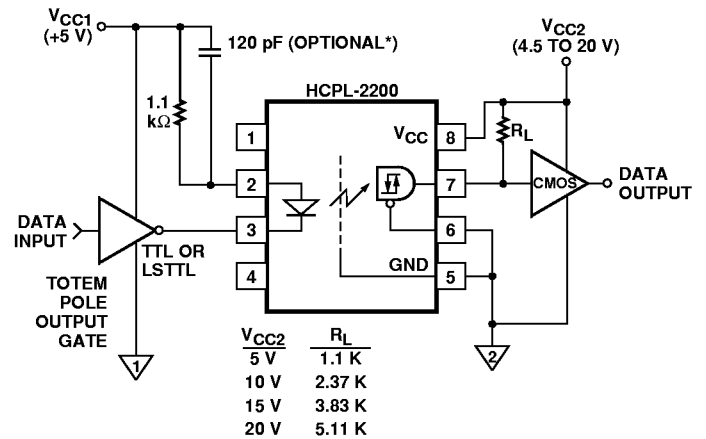 VCC1
(+5 V)
120 pF (OPTIONAL*)
VCC2
(4.5 TO 20 V)
HCPL-2200
1.1
kΩ
1
VCC
8
RL
2
7
CMOS
DATA
OUTPUT
DATA
INPUT
3
6
TTL OR
LSTTL
4
GND
5
TOTEM
POLE
OUTPUT
GATE
1
2
VCC2 RL
5 V 1.1 K
10 V 2.37 K
15 V 3.83 K
20 V 5.11 K